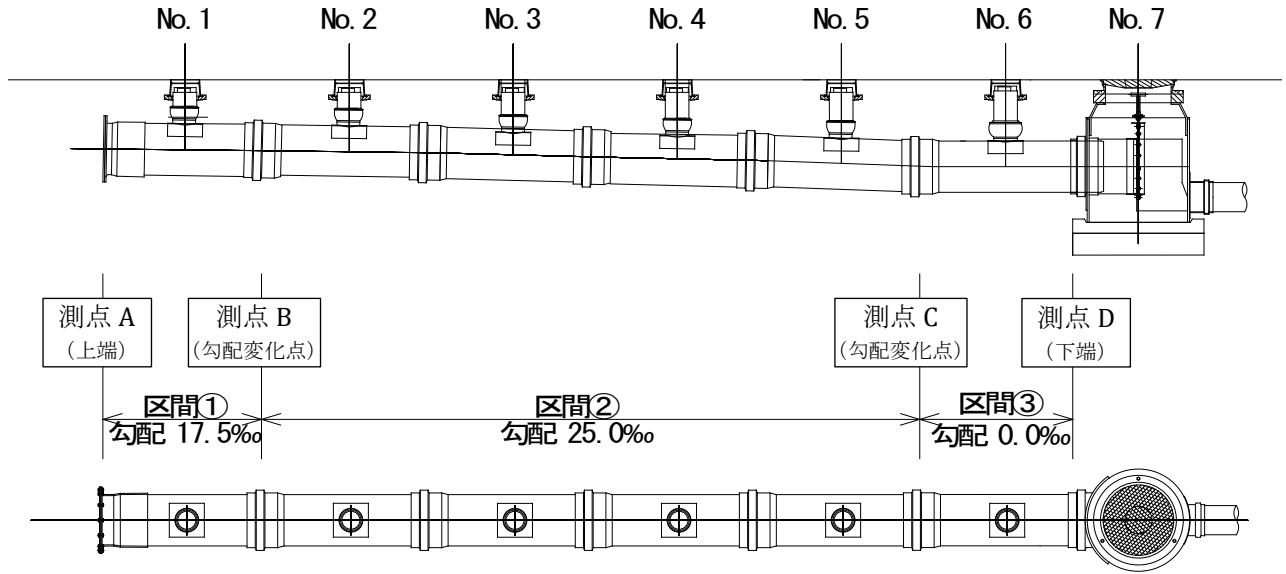 No. 1 No. 2 No. 3 No. 4 No. 5 No. 6 No. 7
測点 A
(上端)
測点 B
(勾配変化点)
測点 C
(勾配変化点)
測点 D
(下端)
区間①
勾配 17.5‰
区間②
勾配 25.0‰
区間③
勾配 0.0‰